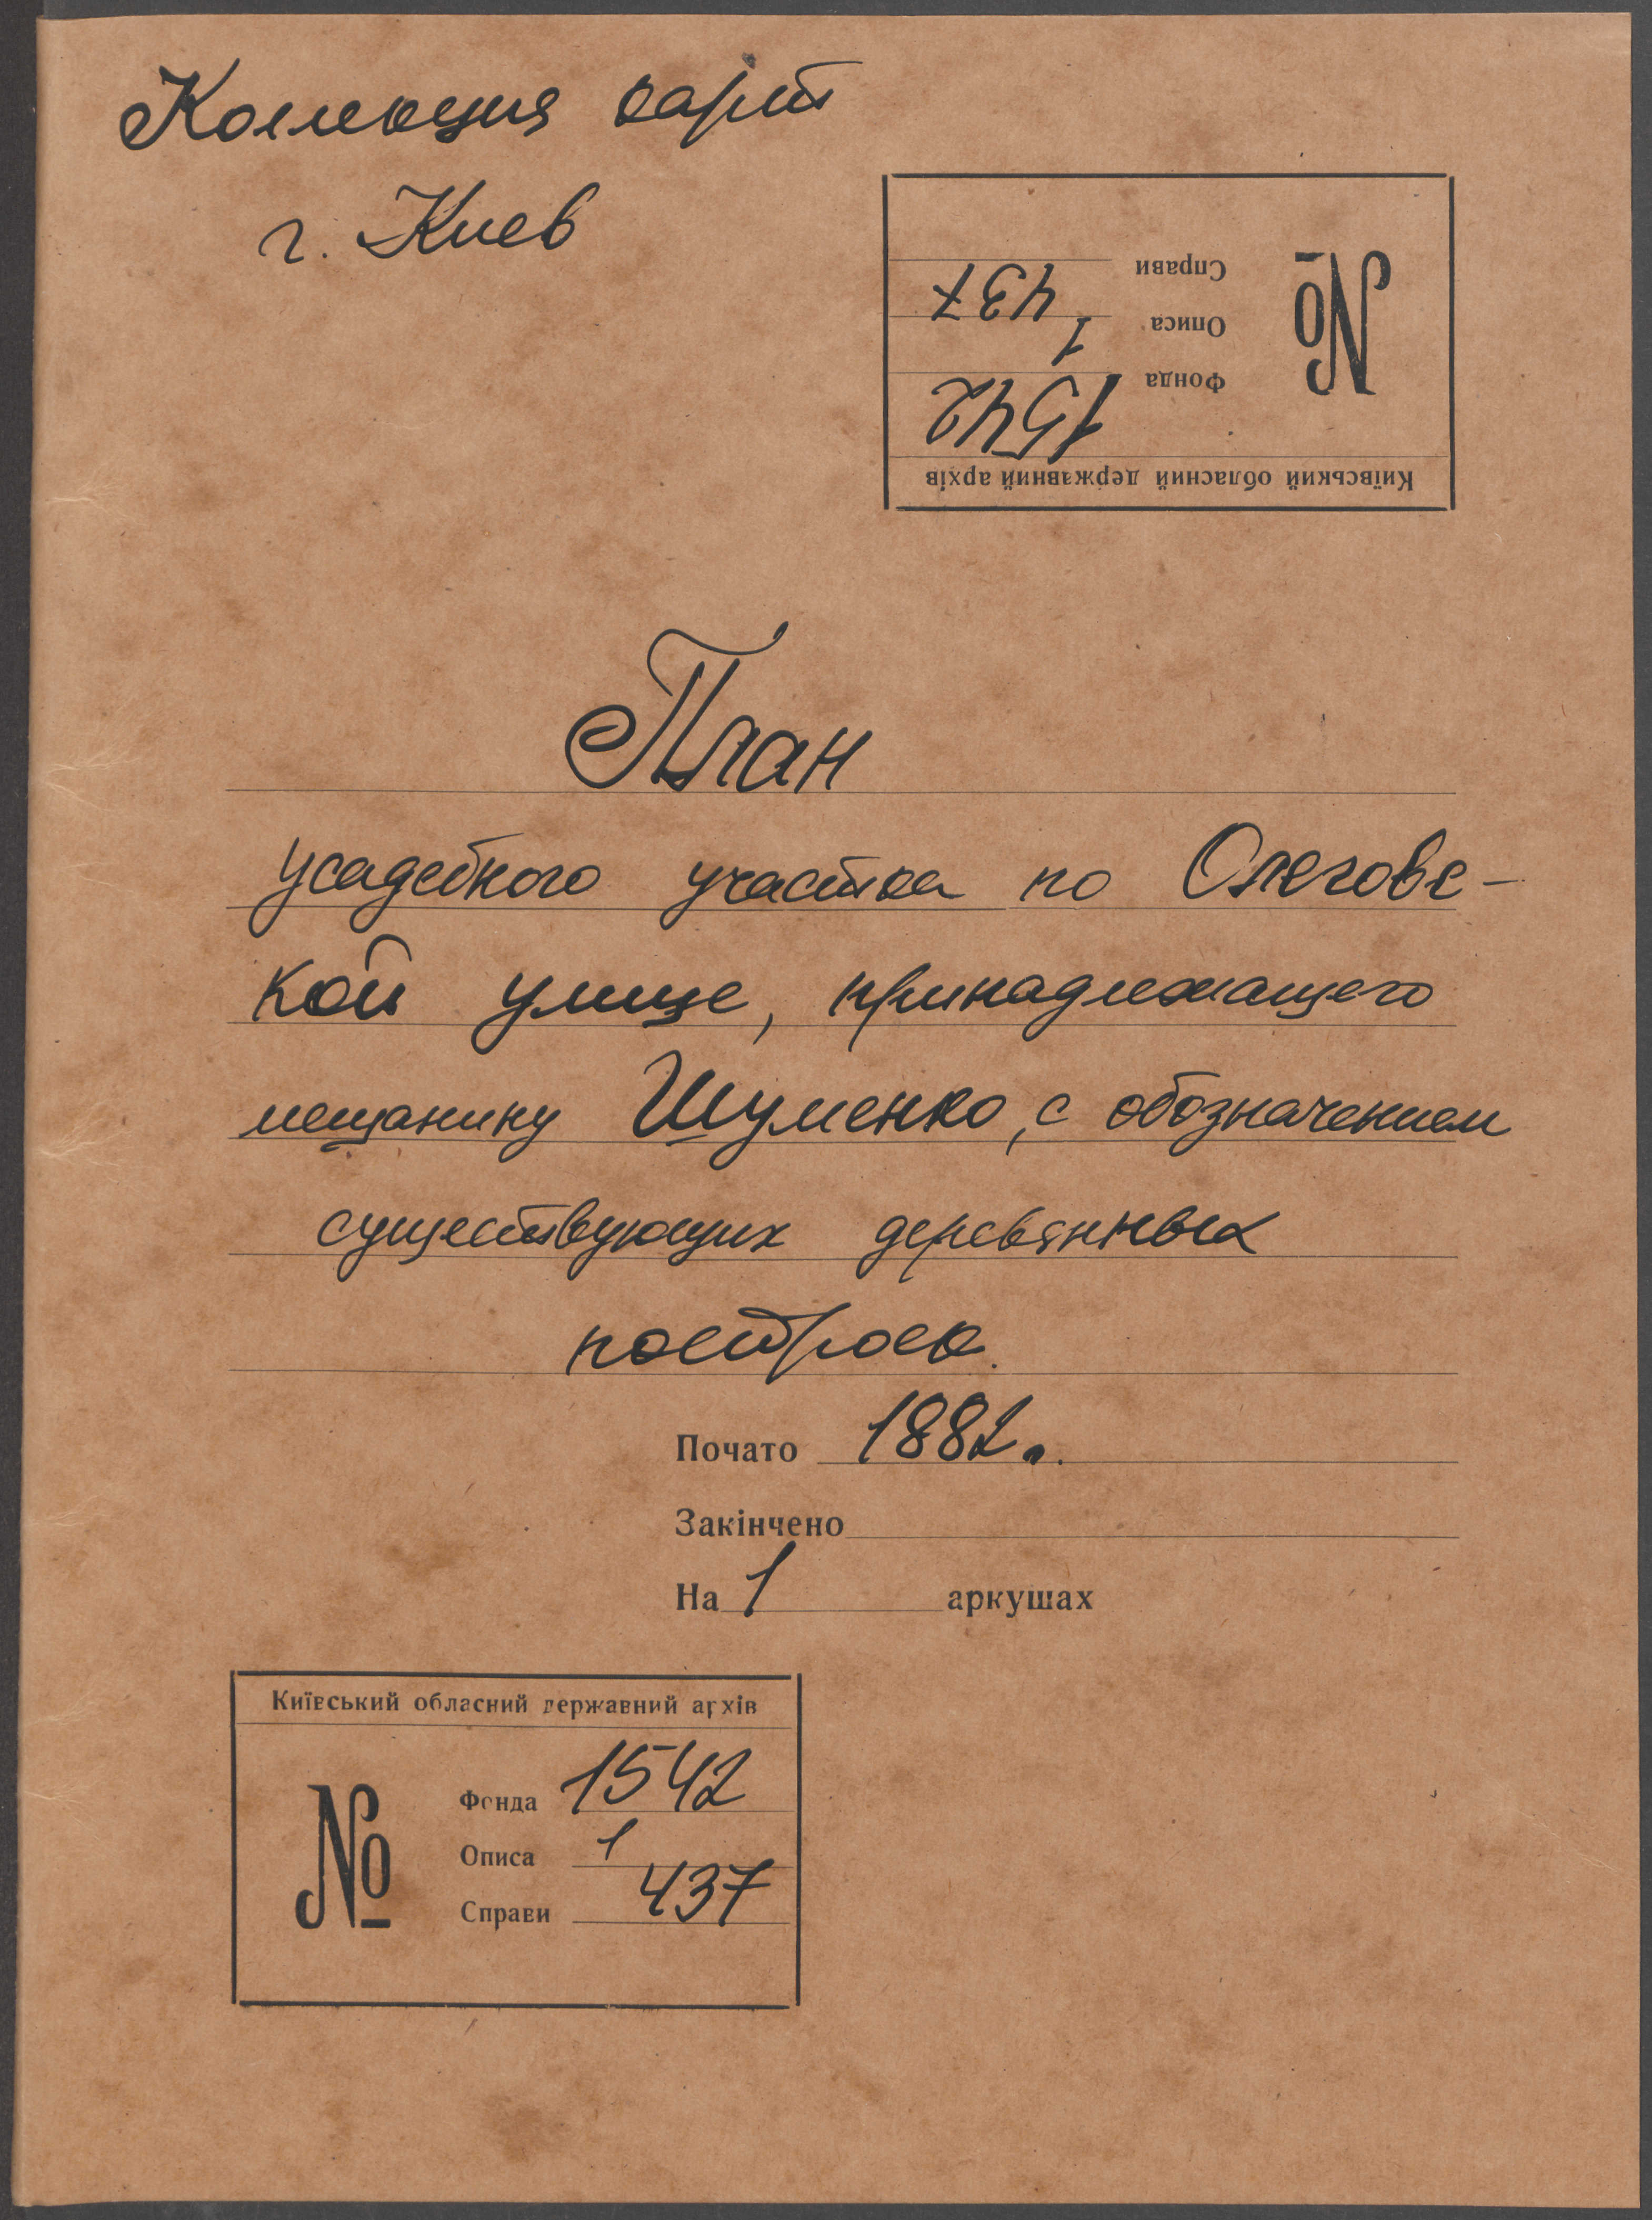 Коллекция карт
г. Киев
Київський обласний державний архів
№
Фонда 1542
Описа 1
Справи 437
План
усадебного участка по Олеговс-
кой улице, принадлежащего
мещанину Шуменко, с обозначением
существующих деревянных
построек.
Почато 1882 г.
Закінчено
На 1 аркушах
Київський обласний державний архів
№
Фонда 1542
Описа 1
Справи 437